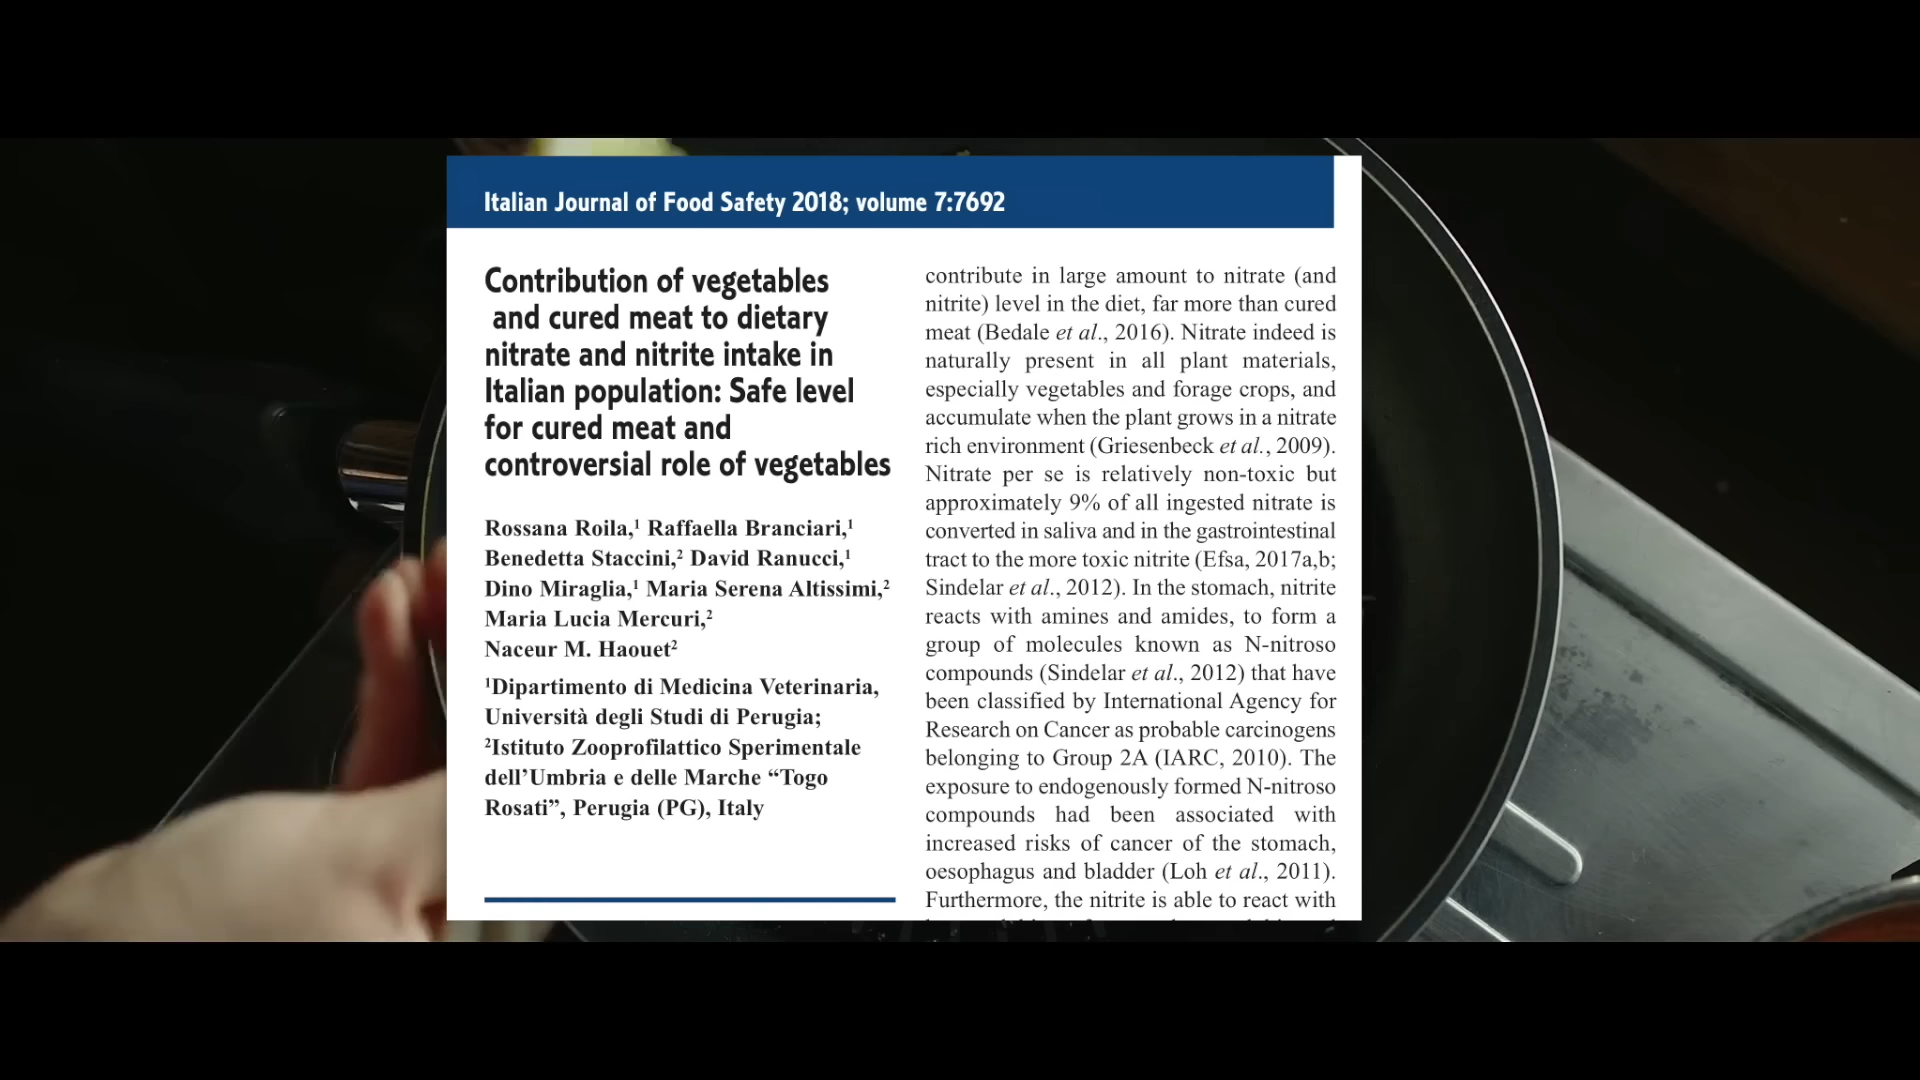 Italian Journal of Food Safety 2018; volume 7:7692
Contribution of vegetables
and cured meat to dietary
nitrate and nitrite intake in
Italian population: Safe level
for cured meat and
controversial role of vegetables
Rossana Roila,¹ Raffaella Branciari,¹
Benedetta Staccini,² David Ranucci,¹
Dino Miraglia,¹ Maria Serena Altissimi,²
Maria Lucia Mercuri,²
Naceur M. Haouet²
¹Dipartimento di Medicina Veterinaria,
Università degli Studi di Perugia;
²Istituto Zooprofilattico Sperimentale
dell’Umbria e delle Marche “Togo
Rosati”, Perugia (PG), Italy
contribute in large amount to nitrate (and
nitrite) level in the diet, far more than cured
meat (Bedale et al., 2016). Nitrate indeed is
naturally present in all plant materials,
especially vegetables and forage crops, and
accumulate when the plant grows in a nitrate
rich environment (Griesenbeck et al., 2009).
Nitrate per se is relatively non-toxic but
approximately 9% of all ingested nitrate is
converted in saliva and in the gastrointestinal
tract to the more toxic nitrite (Efsa, 2017a,b;
Sindelar et al., 2012). In the stomach, nitrite
reacts with amines and amides, to form a
group of molecules known as N-nitroso
compounds (Sindelar et al., 2012) that have
been classified by International Agency for
Research on Cancer as probable carcinogens
belonging to Group 2A (IARC, 2010). The
exposure to endogenously formed N-nitroso
compounds had been associated with
increased risks of cancer of the stomach,
oesophagus and bladder (Loh et al., 2011).
Furthermore, the nitrite is able to react with